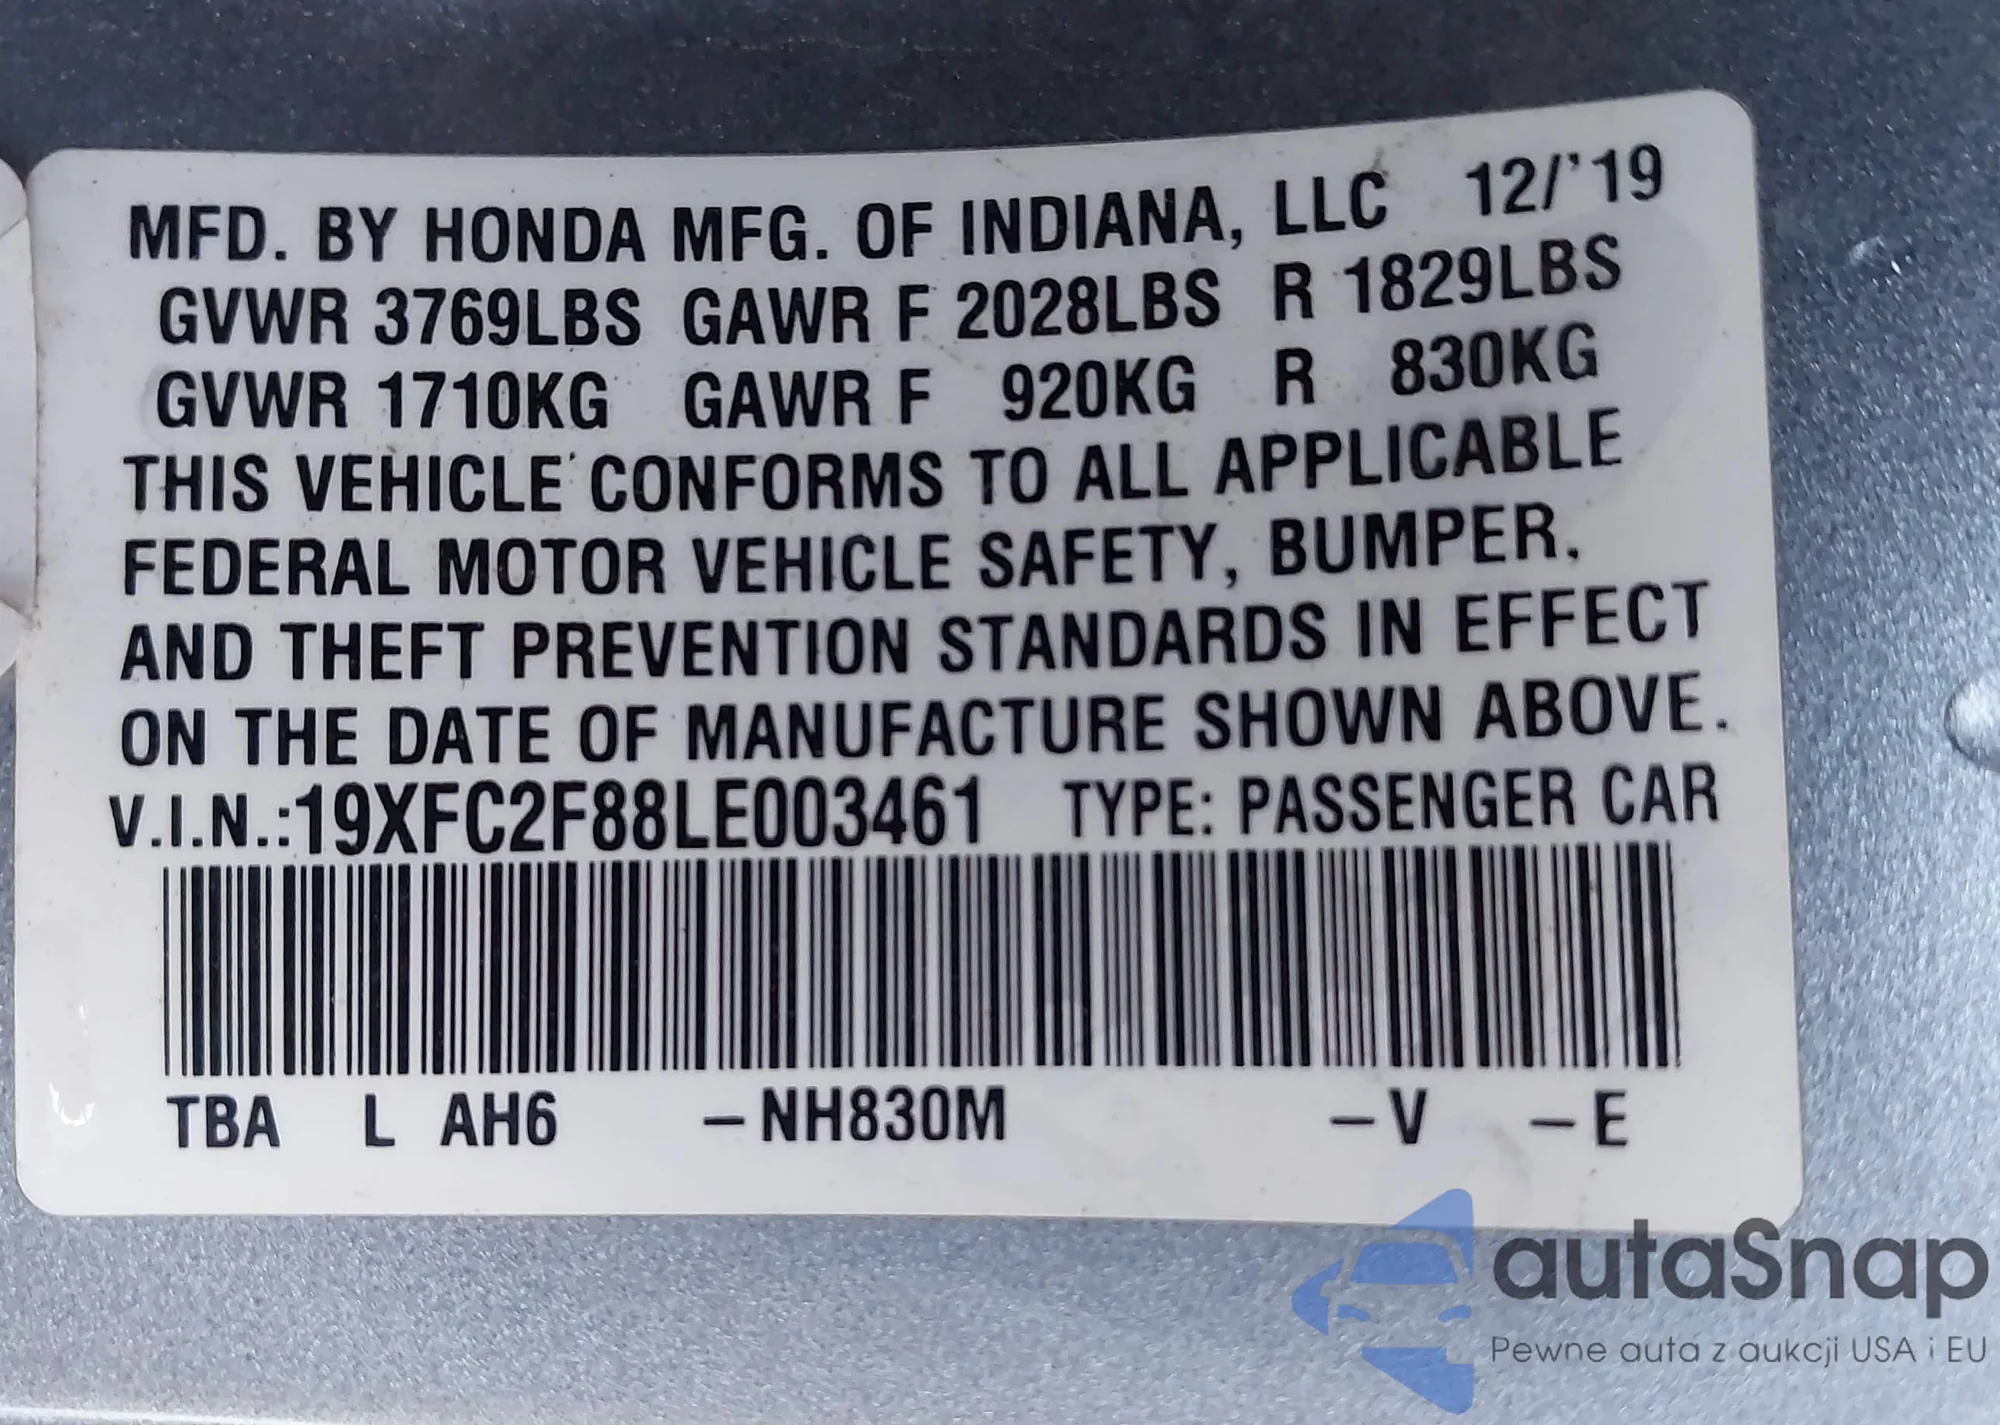 MFD. BY HONDA MFG. OF INDIANA, LLC 12/'19
GVWR 3769LBS GAWR F 2028LBS R 1829LBS
GVWR 1710KG GAWR F 920KG R 830KG
THIS VEHICLE CONFORMS TO ALL APPLICABLE
FEDERAL MOTOR VEHICLE SAFETY, BUMPER,
AND THEFT PREVENTION STANDARDS IN EFFECT
ON THE DATE OF MANUFACTURE SHOWN ABOVE.
V.I.N.:19XFC2F88LE003461 TYPE: PASSENGER CAR
TBA L AH6 –NH830M –V –E
autaSnap
Pewne auta z aukcji USA i EU